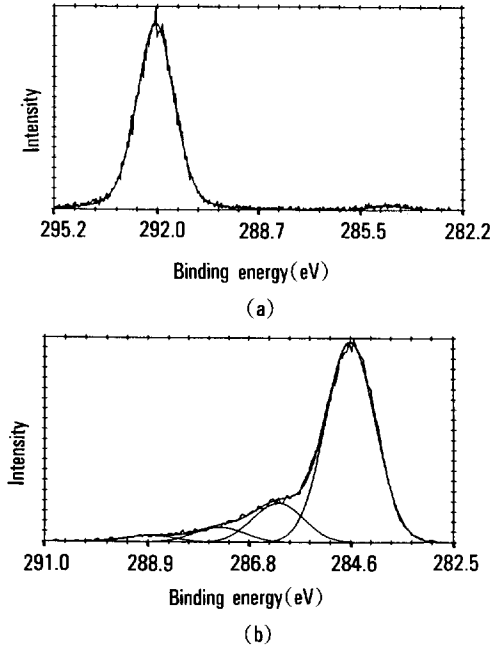 Intensity
295.2 292.0 288.7 285.5 282.2
Binding energy(eV)
(a)
Intensity
291.0 288.9 286.8 284.6 282.5
Binding energy(eV)
(b)